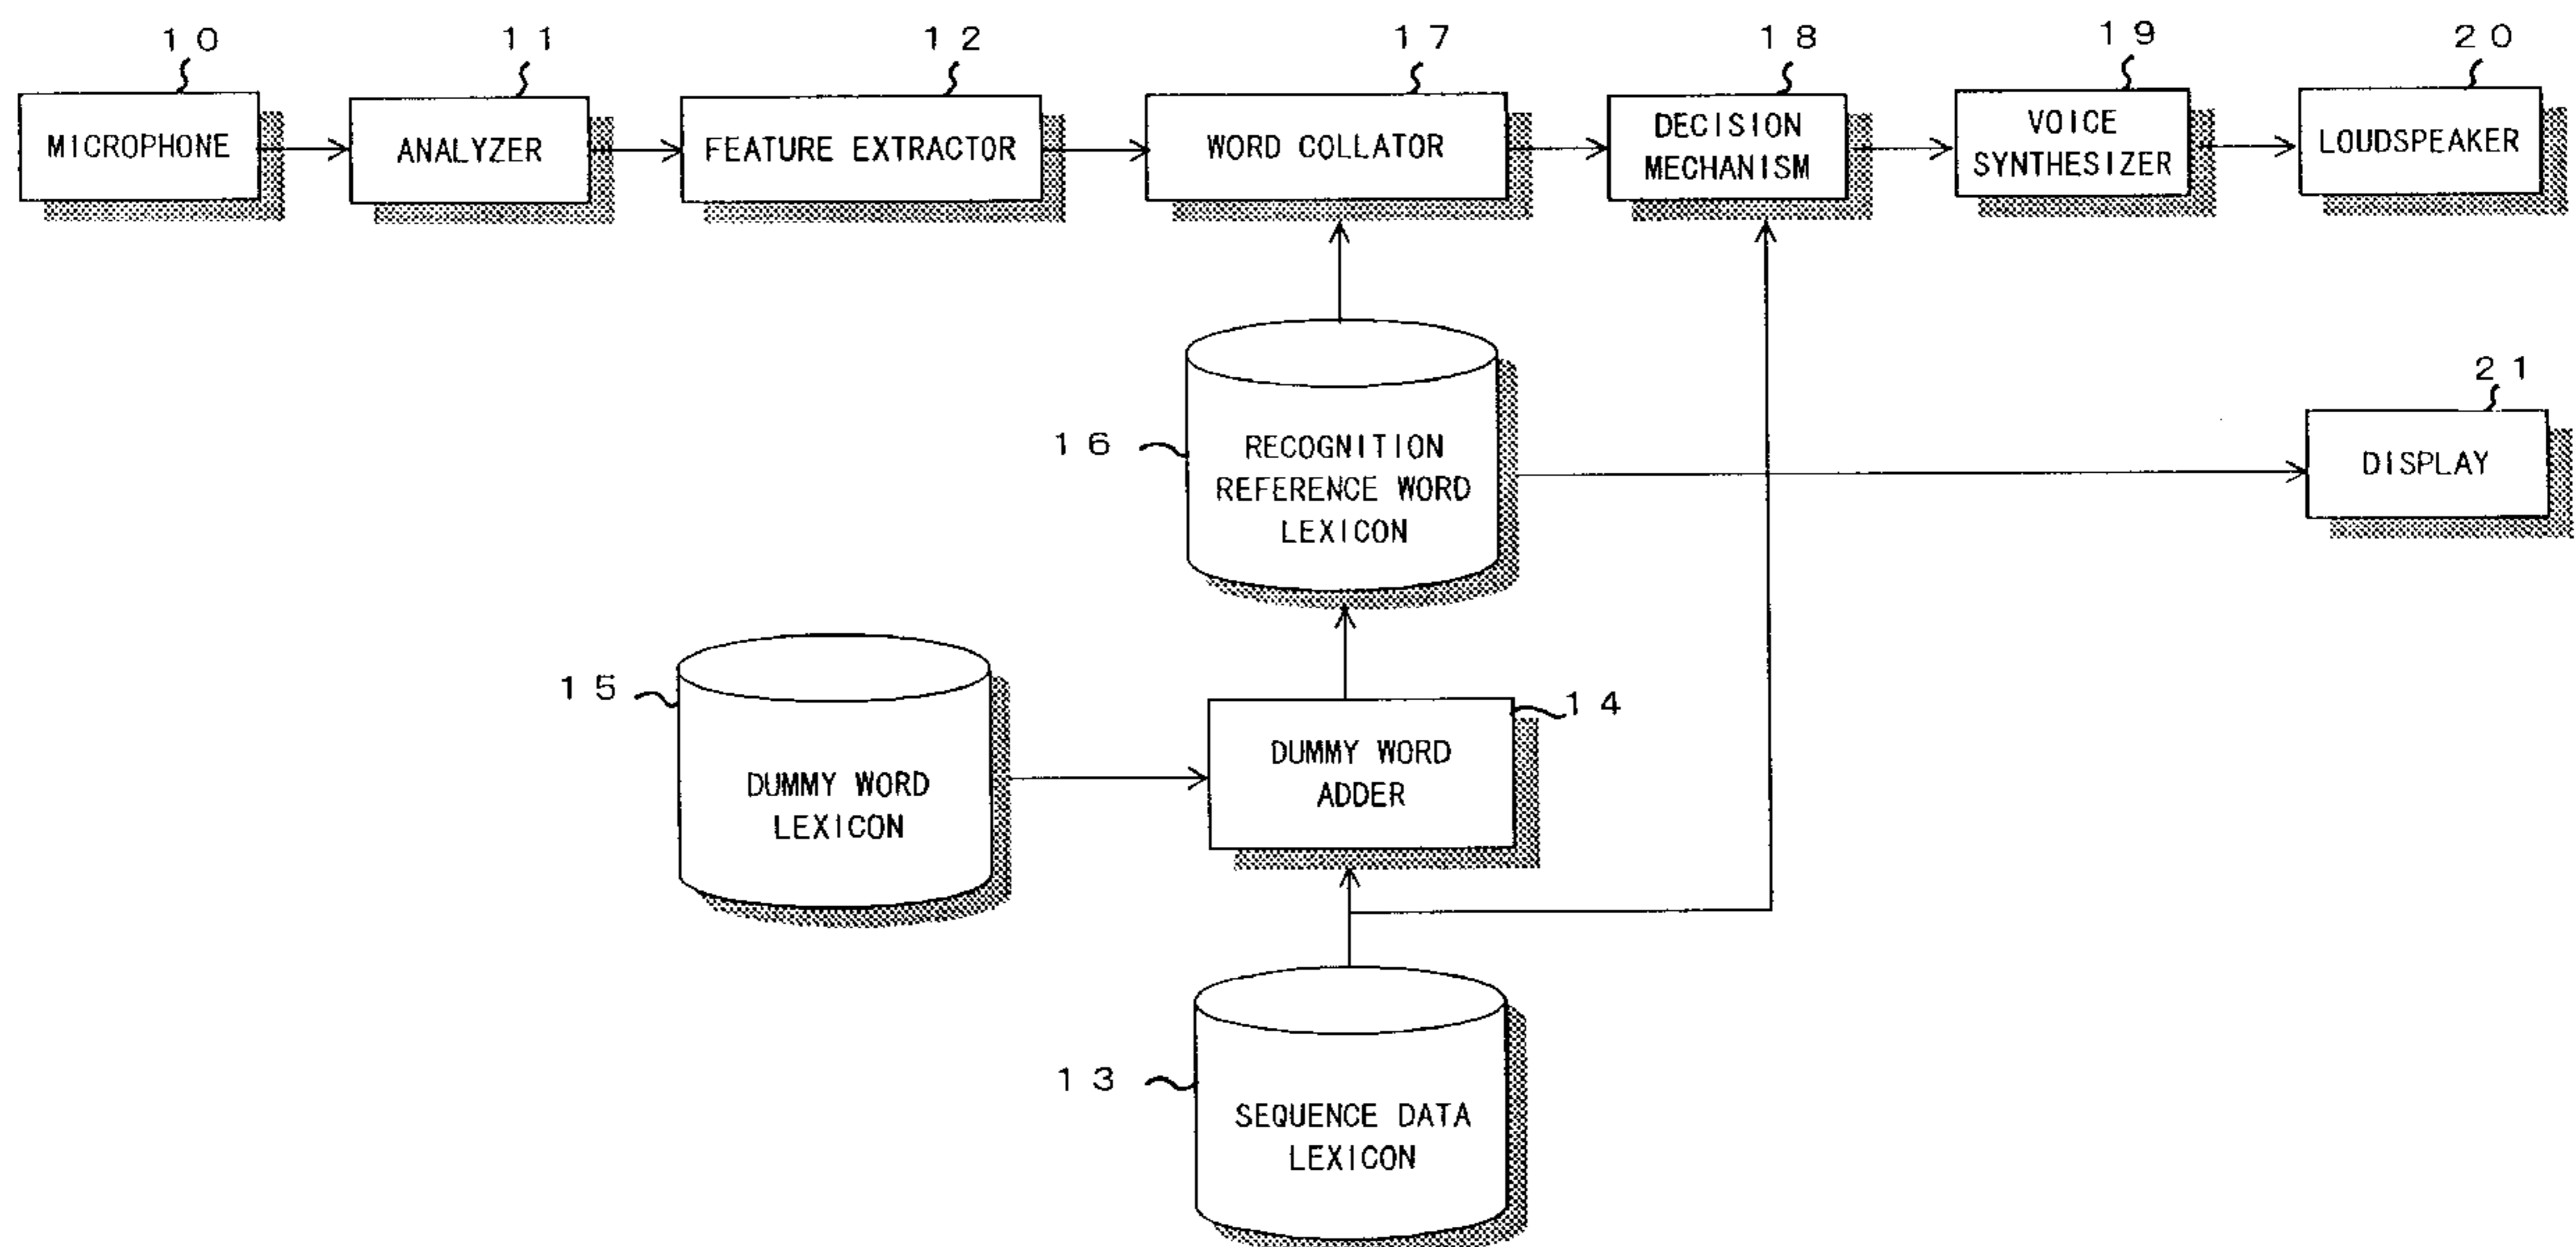 10
11
12
17
18
19
20
MICROPHONE
ANALYZER
FEATURE EXTRACTOR
WORD COLLATOR
DECISION
MECHANISM
VOICE
SYNTHESIZER
LOUDSPEAKER
16
RECOGNITION
REFERENCE WORD
LEXICON
21
DISPLAY
15
DUMMY WORD
LEXICON
14
DUMMY WORD
ADDER
13
SEQUENCE DATA
LEXICON